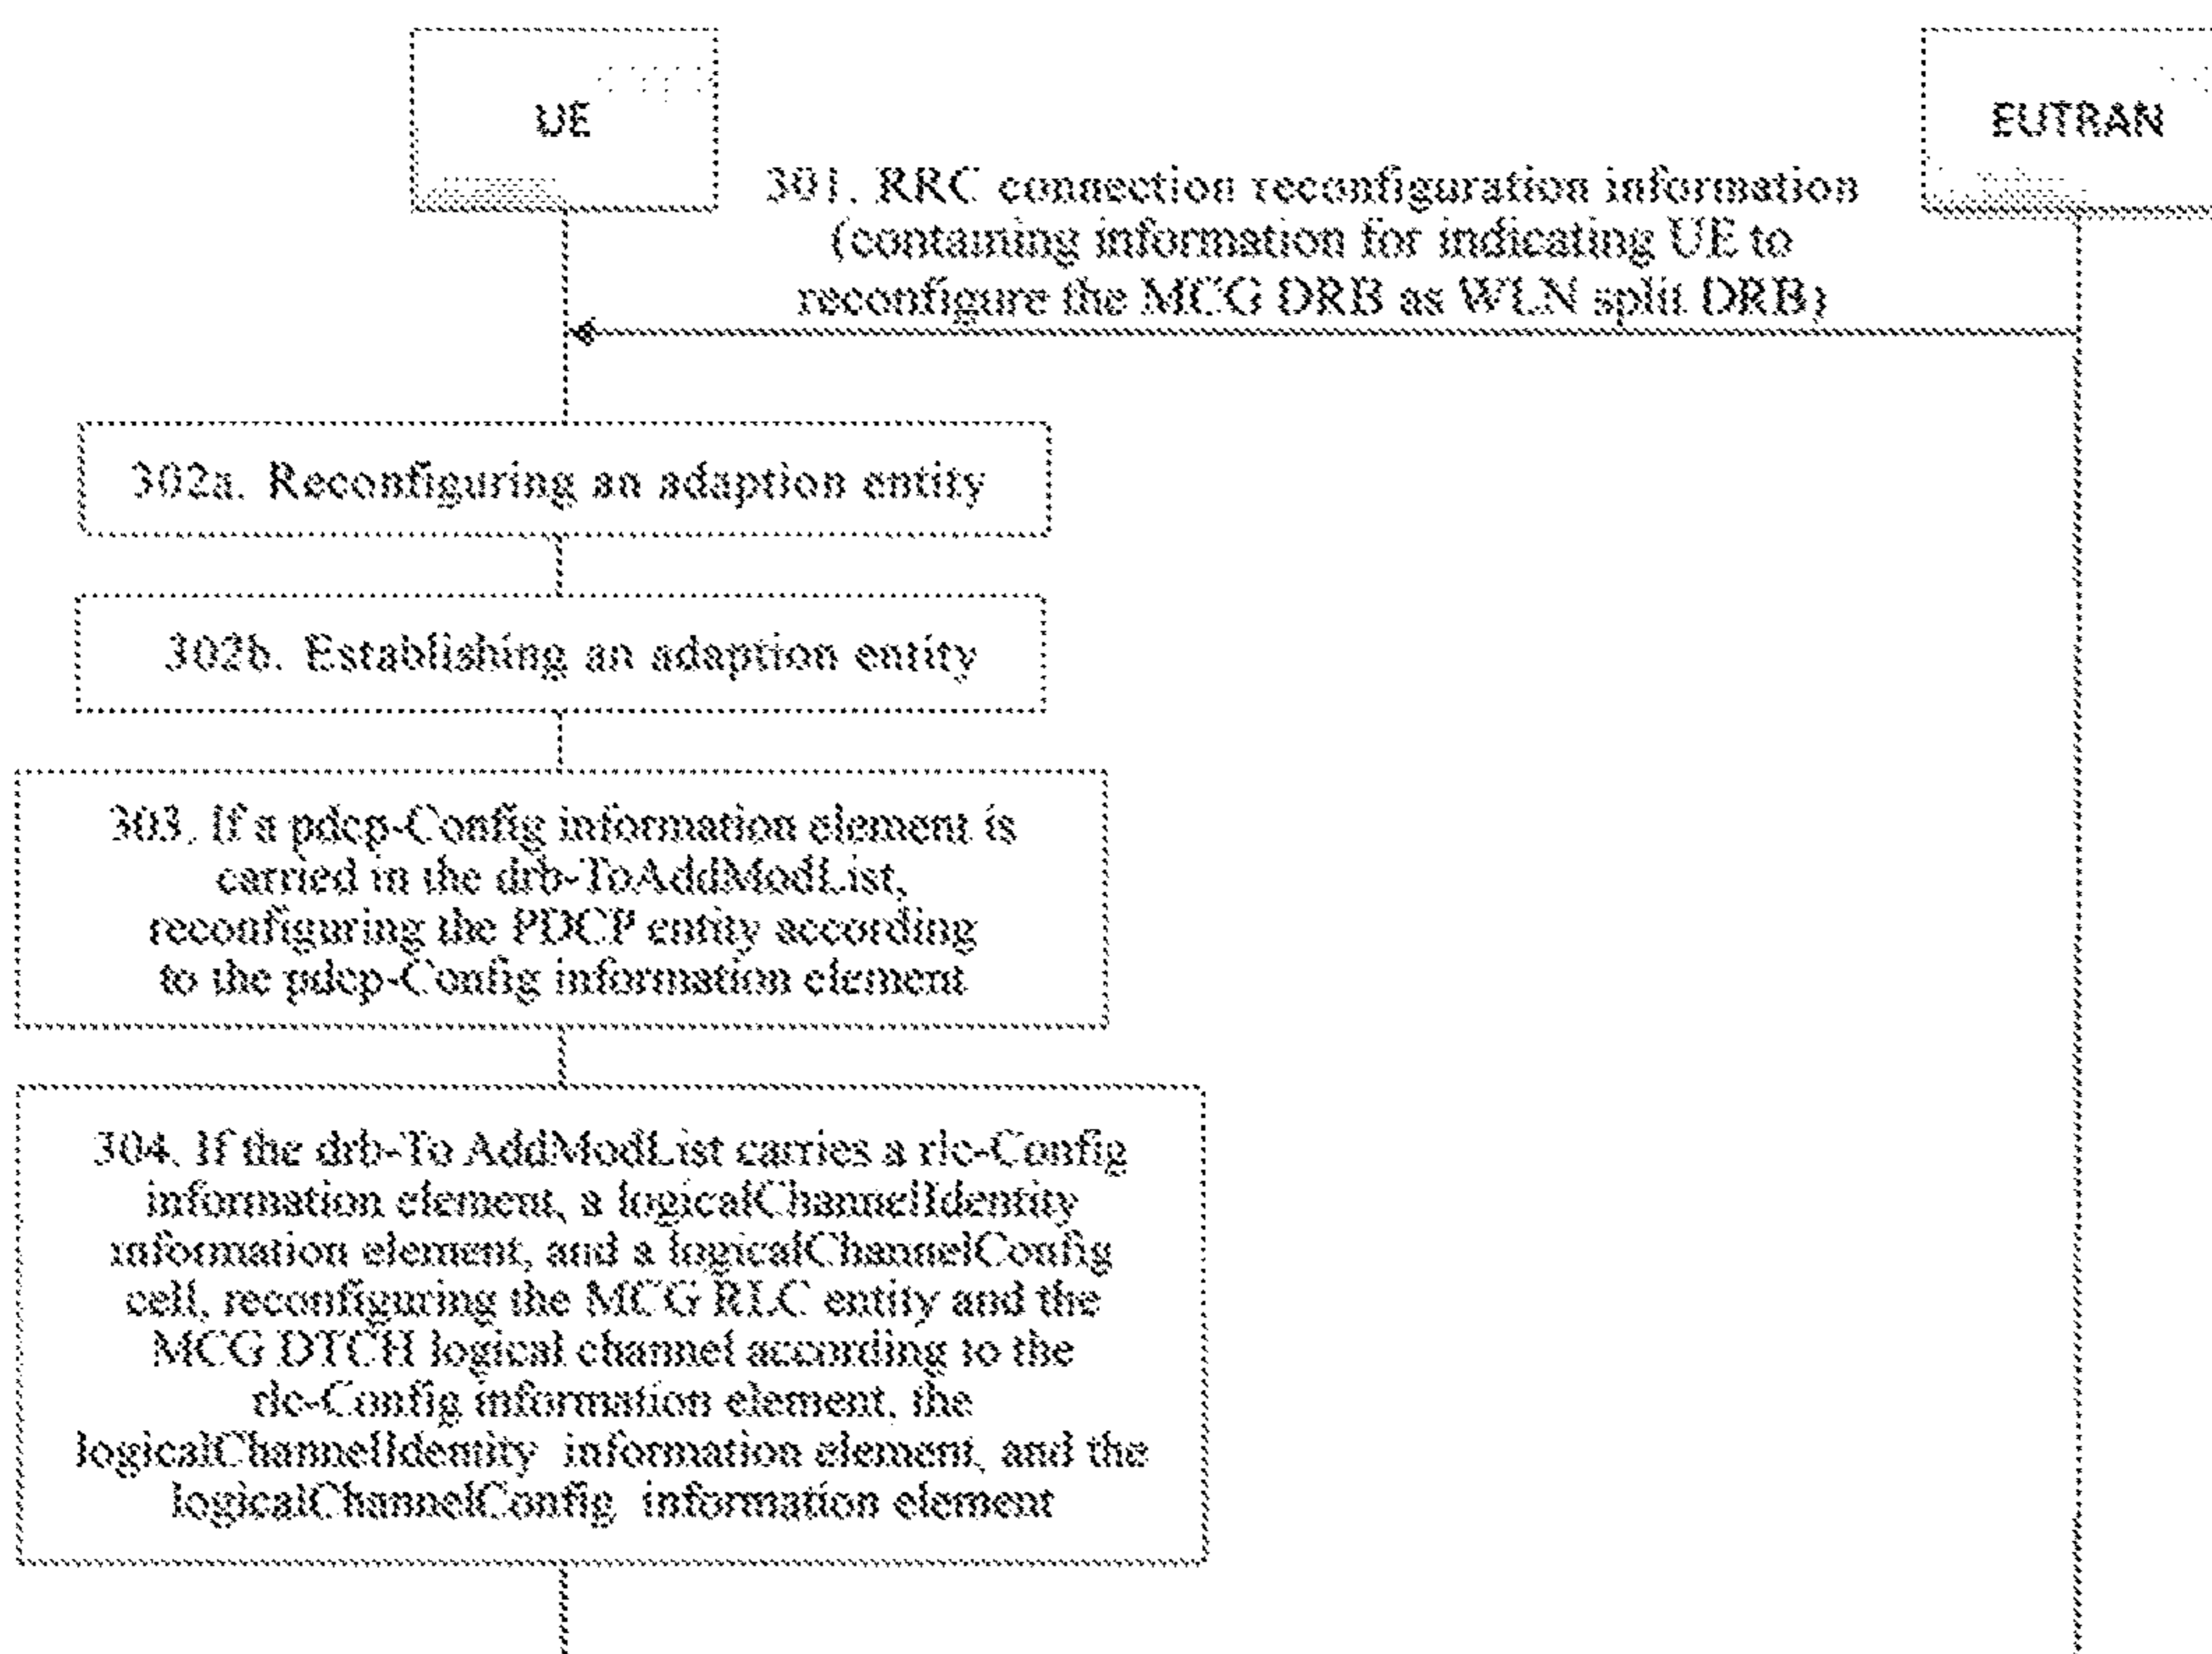 UE
EUTRAN
301. RRC connection reconfiguration information
(containing information for indicating UE to
reconfigure the MCG DRB as WLN split DRB)
302a. Reconfiguring an adaption entity
302b. Establishing an adaption entity
303. If a pdcp-Config information element is
carried in the drb-ToAddModList,
reconfiguring the PDCP entity according
to the pdcp-Config information element
304. If the drb-To AddModList carries a rlc-Config
information element, a logicalChannelIdentity
information element, and a logicalChannelConfig
cell, reconfiguring the MCG RLC entity and the
MCG DTCH logical channel according to the
rlc-Config information element, the
logicalChannelIdentity information element, and the
logicalChannelConfig information element